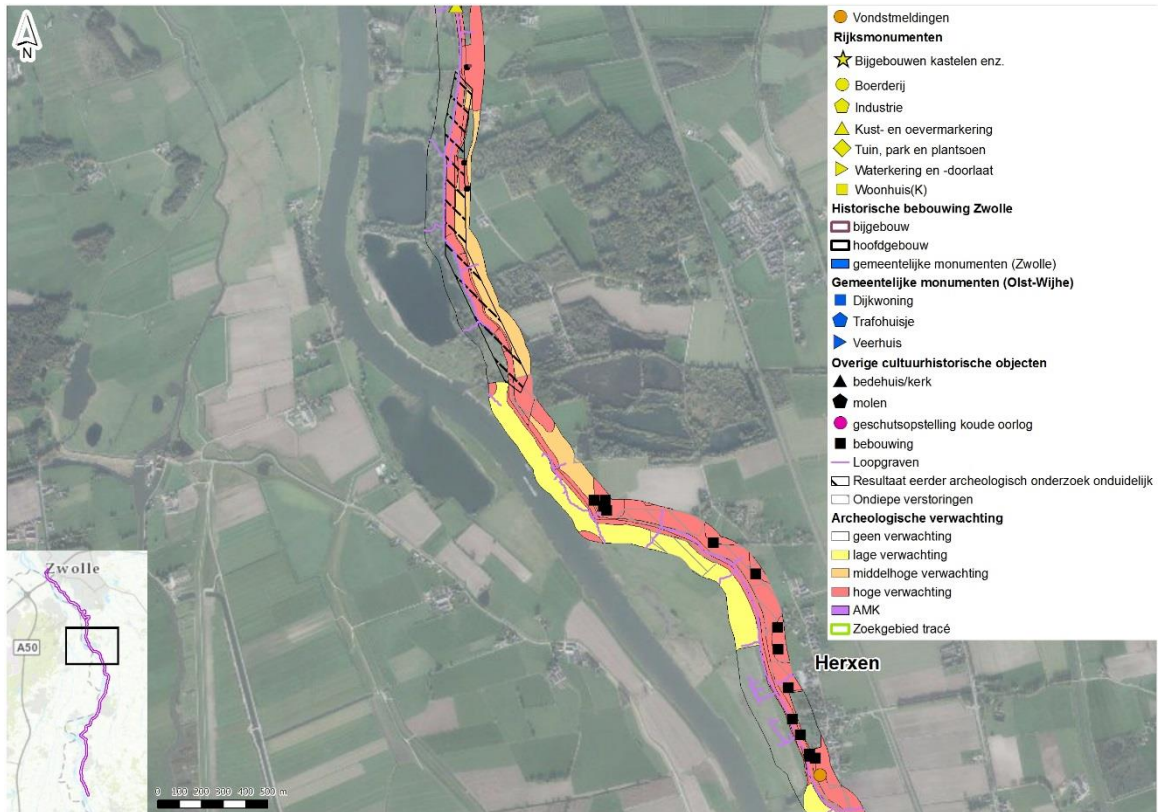 N
Vondstmeldingen
Rijksmonumenten
Bijgebouwen kastelen enz.
Boerderij
Industrie
Kust- en oevermarkering
Tuin, park en plantsoen
Waterkering en -doorlaat
Woonhuis(K)
Historische bebouwing Zwolle
bijgebouw
hoofdgebouw
gemeentelijke monumenten (Zwolle)
Gemeentelijke monumenten (Olst-Wijhe)
Dijkwoning
Trafohuisje
Veerhuis
Overige cultuurhistorische objecten
bedehuis/kerk
molen
geschutsopstelling koude oorlog
bebouwing
Loopgraven
Resultaat eerder archeologisch onderzoek onduidelijk
Ondiepe verstoringen
Archeologische verwachting
geen verwachting
lage verwachting
middelhoge verwachting
hoge verwachting
AMK
Zoekgebied tracé
Herxen
Zwolle
A50
0 100 200 300 400 500 m